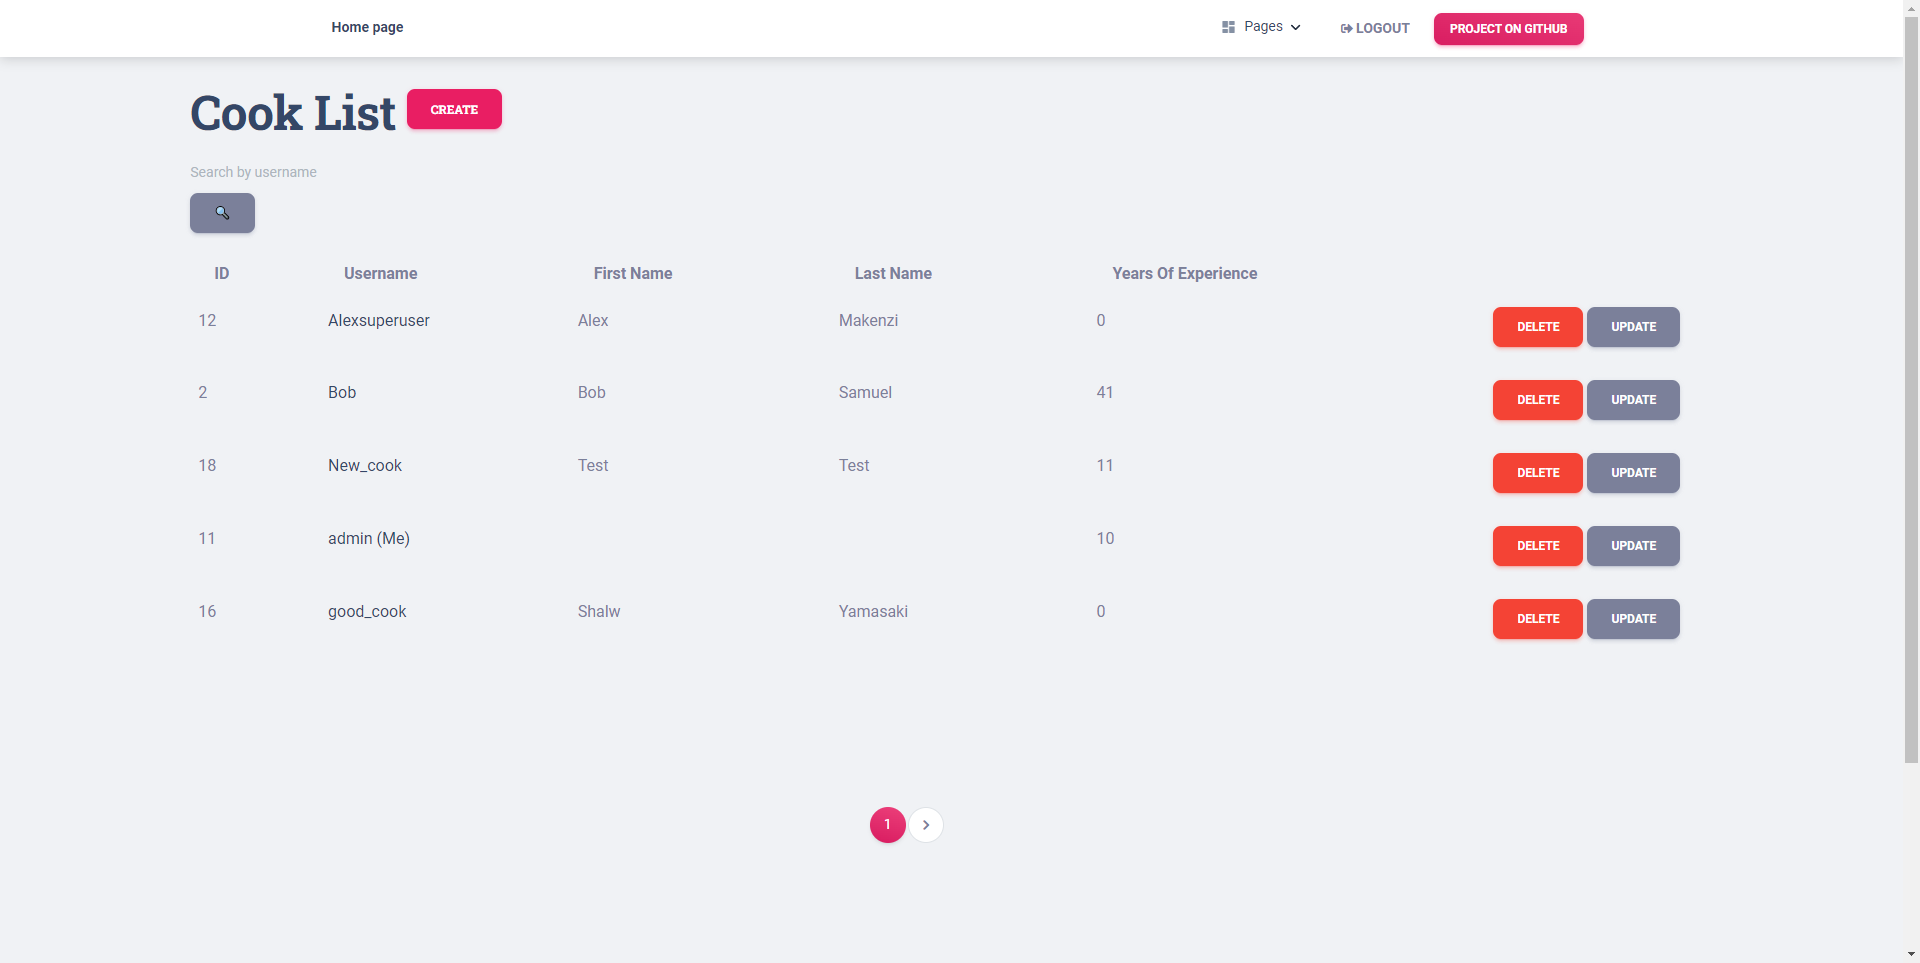 Home page Pages LOGOUT PROJECT ON GITHUB
Cook List CREATE
Search by username
ID Username First Name Last Name Years Of Experience
12 Alexsuperuser Alex Makenzi 0 DELETE UPDATE
2 Bob Bob Samuel 41 DELETE UPDATE
18 New_cook Test Test 11 DELETE UPDATE
11 admin (Me) 10 DELETE UPDATE
16 good_cook Shalw Yamasaki 0 DELETE UPDATE
1